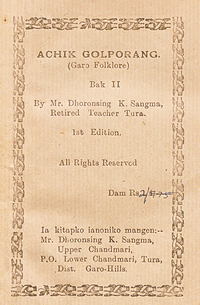 ACHIK GOLPORANG.
(Garo Folklore)
Bak II
By Mr. Dhoronsing K. Sangma,
Retired Teacher Tura.
1st Edition.
All Rights Reserved
Dam Rs.
Ia kitapko ianoniko mangen:--
Mr. Dhoronsing K. Sangma,
Upper Chandmari,
P.O. Lower Chandmari, Tura,
Dist. Garo-Hills.